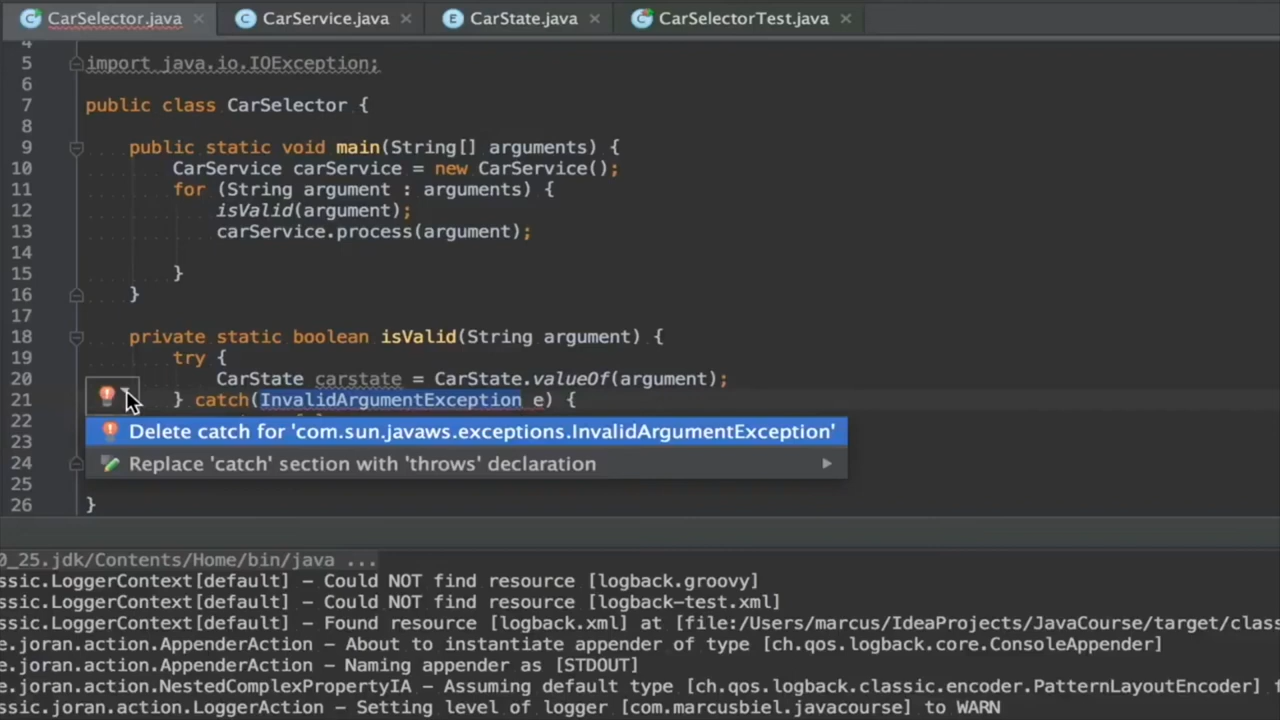 CarSelector.java
CarService.java
CarState.java
CarSelectorTest.java
4
5 import java.io.IOException;
6
7 public class CarSelector {
8
9 public static void main(String[] arguments) {
10 CarService carService = new CarService();
11 for (String argument : arguments) {
12 isValid(argument);
13 carService.process(argument);
14
15 }
16 }
17
18 private static boolean isValid(String argument) {
19 try {
20 CarState carstate = CarState.valueOf(argument);
21 } catch(InvalidArgumentException e) {
22 Delete catch for 'com.sun.javaws.exceptions.InvalidArgumentException'
23
24 Replace 'catch' section with 'throws' declaration
25
26 }
0_25.jdk/Contents/Home/bin/java ...
ssic.LoggerContext[default] - Could NOT find resource [logback.groovy]
ssic.LoggerContext[default] - Could NOT find resource [logback-test.xml]
ssic.LoggerContext[default] - Found resource [logback.xml] at [file:/Users/marcus/IdeaProjects/JavaCourse/target/class
e.joran.action.AppenderAction - About to instantiate appender of type [ch.qos.logback.core.ConsoleAppender]
e.joran.action.AppenderAction - Naming appender as [STDOUT]
e.joran.action.NestedComplexPropertyIA - Assuming default type [ch.qos.logback.classic.encoder.PatternLayoutEncoder] f
ssic.joran.action.LoggerAction - Setting level of logger [com.marcusbiel.javacourse] to WARN